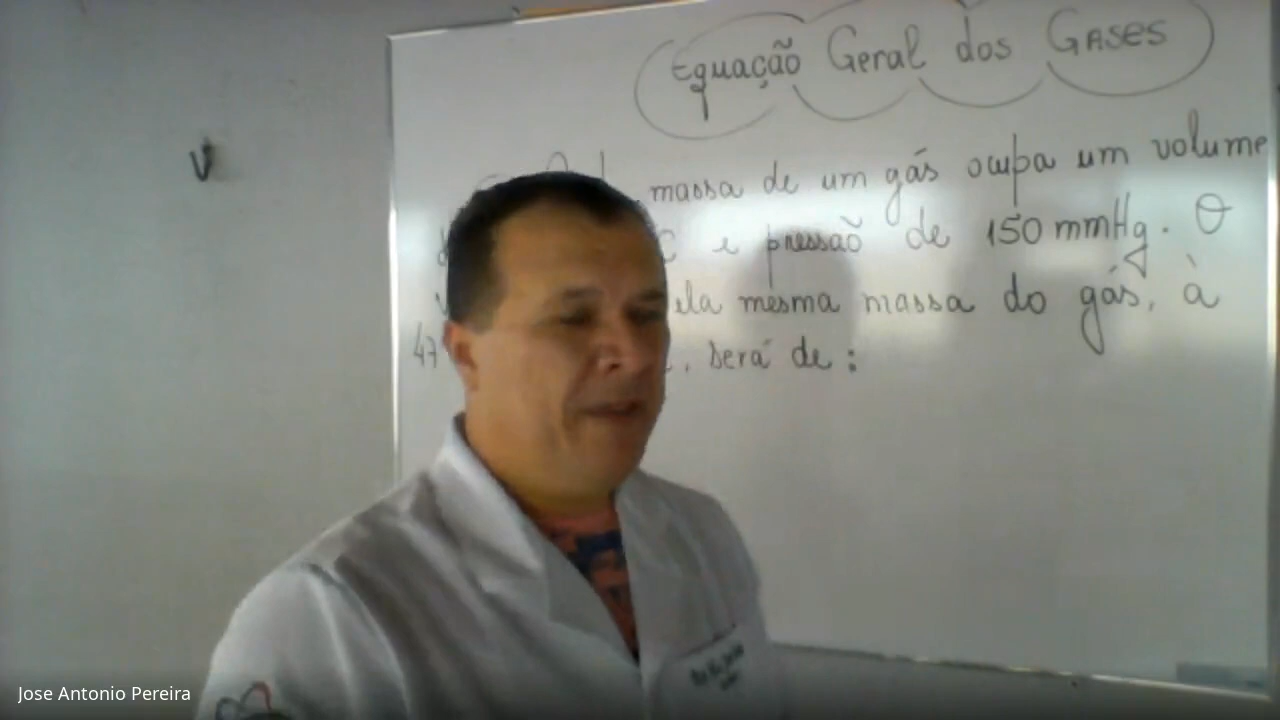 Equação Geral dos GASES
massa de um gás ocupa um volume
e pressão de 150 mmHg. O
mesma massa do gás, à
47 será de:
Jose Antonio Pereira